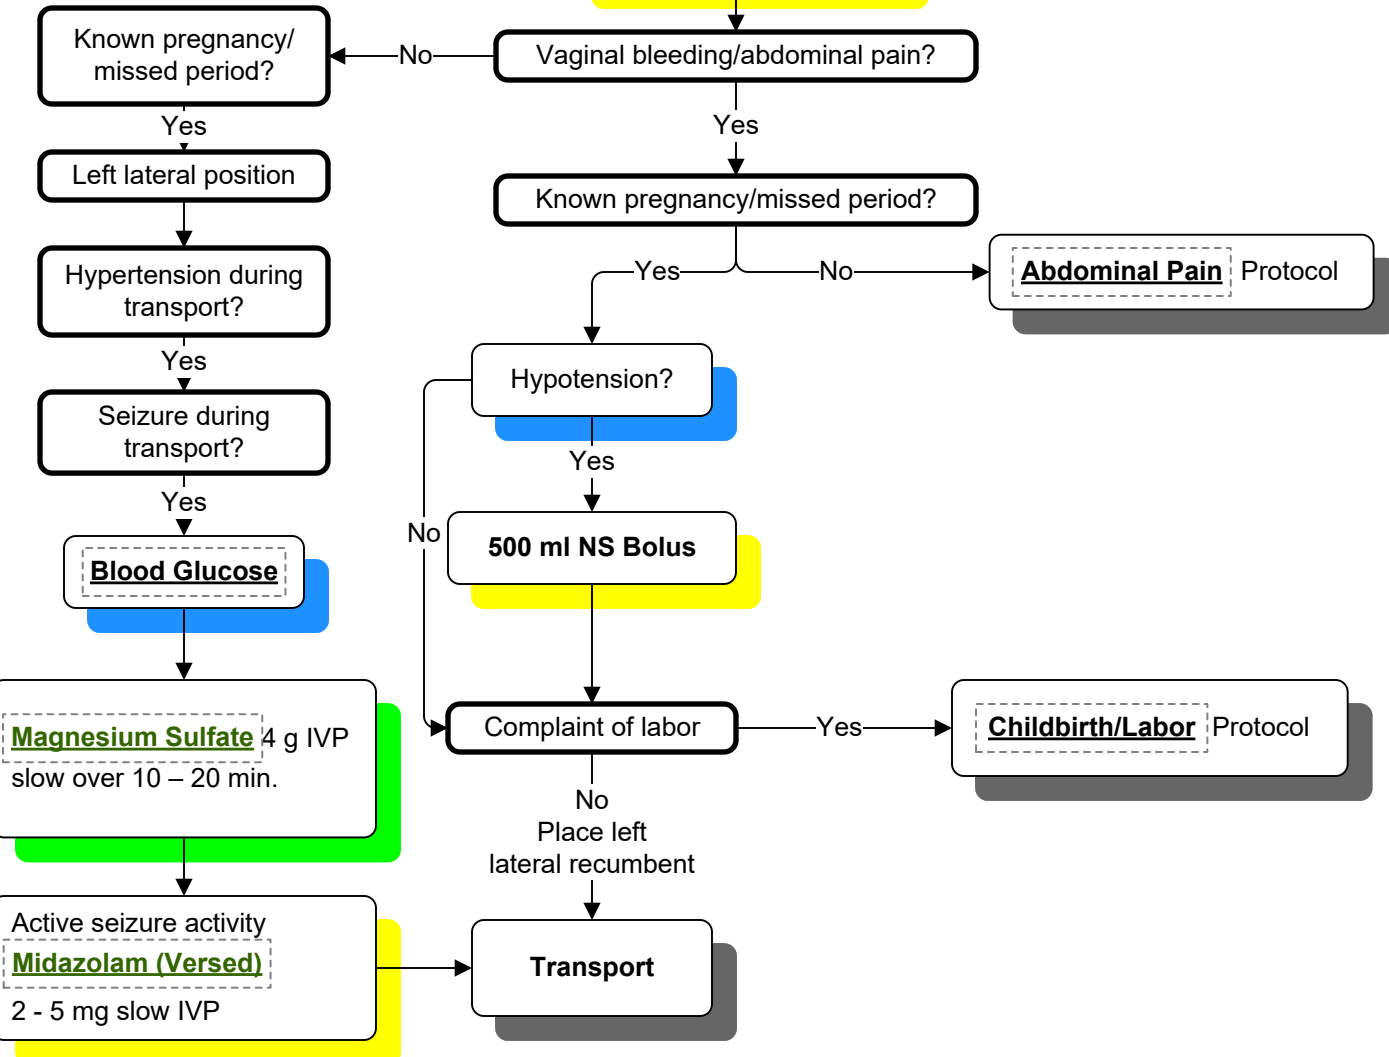 Known pregnancy/
missed period?
No
Vaginal bleeding/abdominal pain?
Yes
Yes
Left lateral position
Known pregnancy/missed period?
Hypertension during
transport?
Yes
No
Abdominal Pain Protocol
Yes
Hypotension?
Seizure during
transport?
Yes
Yes
No
500 ml NS Bolus
Blood Glucose
Magnesium Sulfate 4 g IVP
slow over 10 – 20 min.
Complaint of labor
Yes
Childbirth/Labor Protocol
No
Place left
lateral recumbent
Active seizure activity
Midazolam (Versed)
2 - 5 mg slow IVP
Transport